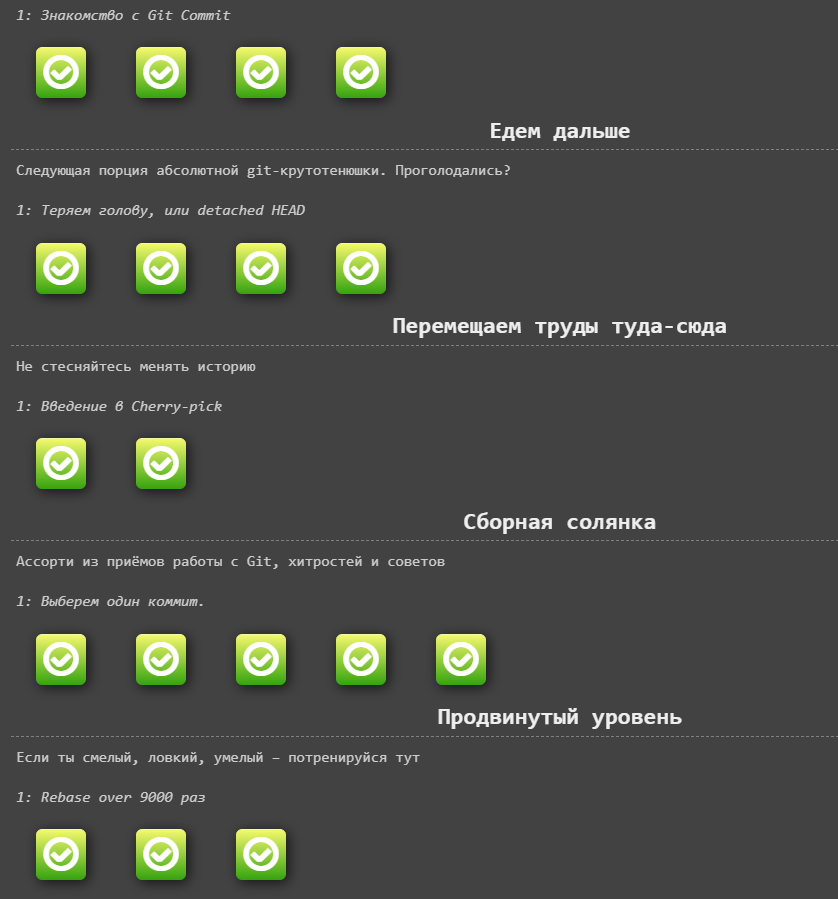 1: Знакомство с Git Commit
Едем дальше
Следующая порция абсолютной git-крутотенюшки. Проголодались?
1: Теряем голову, или detached HEAD
Перемещаем труды туда-сюда
Не стесняйтесь менять историю
1: Введение в Cherry-pick
Сборная солянка
Ассорти из приёмов работы с Git, хитростей и советов
1: Выберем один коммит.
Продвинутый уровень
Если ты смелый, ловкий, умелый – потренируйся тут
1: Rebase over 9000 раз